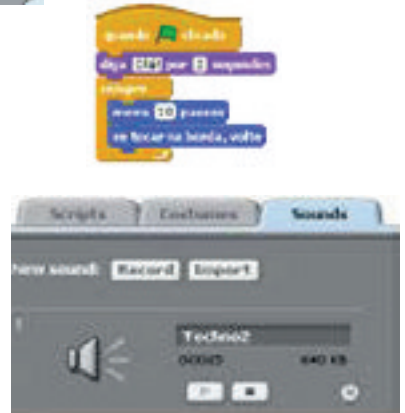 quando clicado
diga por segundos
sempre
mova 10 passos
se tocar na borda, volte
Scripts Costumes Sounds
New sound: Record Import
1
Techno2